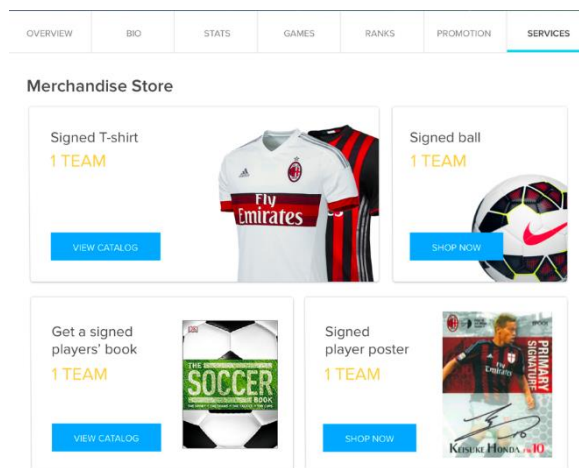 OVERVIEW
BIO
STATS
GAMES
RANKS
PROMOTION
SERVICES
Merchandise Store
Signed T-shirt
1 TEAM
Fly
Emirates
VIEW CATALOG
Signed ball
1 TEAM
SHOP NOW
Get a signed
players' book
1 TEAM
THE
SOCCER
BOOK
VIEW CATALOG
Signed
player poster
1 TEAM
PRIMARY
SIGNATURE
KEISUKE HONDA FW 10
SHOP NOW